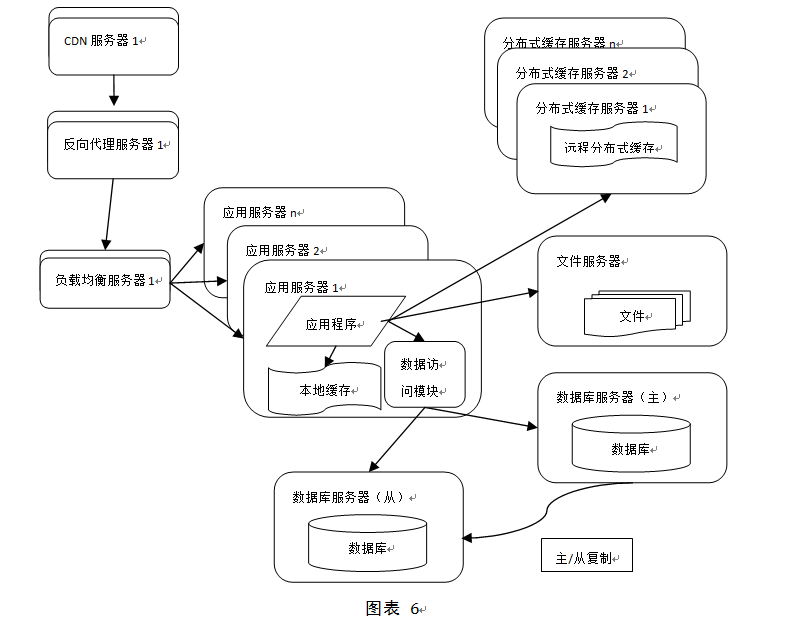 CDN 服务器 1
反向代理服务器 1
负载均衡服务器 1
应用服务器 n
应用服务器 2
应用服务器 1
应用程序
本地缓存
数据访
问模块
分布式缓存服务器 n
分布式缓存服务器 2
分布式缓存服务器 1
远程分布式缓存
文件服务器
文件
数据库服务器（主）
数据库
数据库服务器（从）
数据库
主/从复制
图表 6